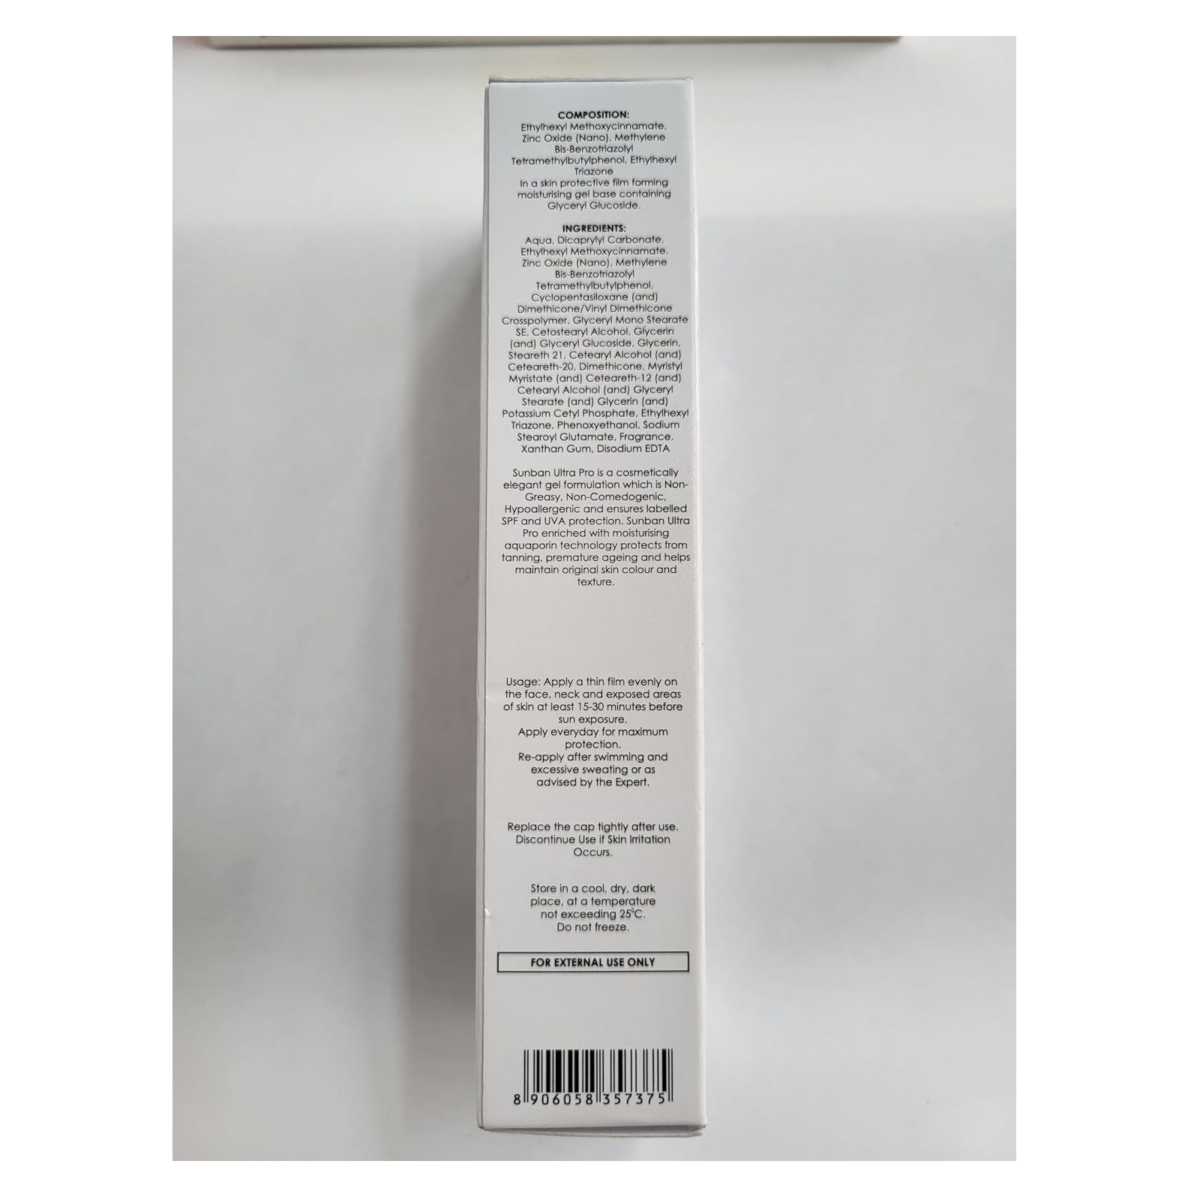 COMPOSITION:
Ethylhexyl Methoxycinnamate,
Zinc Oxide (Nano), Methylene
Bis-Benzotriazolyl
Tetramethylbutylphenol, Ethylhexyl
Triazone
In a skin protective film forming
moisturising gel base containing
Glyceryl Glucoside.
INGREDIENTS:
Aqua, Dicaprylyl Carbonate,
Ethylhexyl Methoxycinnamate,
Zinc Oxide (Nano), Methylene
Bis-Benzotriazolyl
Tetramethylbutylphenol,
Cyclopentasiloxane (and)
Dimethicone/Vinyl Dimethicone
Crosspolymer, Glyceryl Mono Stearate
SE, Cetostearyl Alcohol, Glycerin
(and) Glyceryl Glucoside, Glycerin,
Steareth 21, Cetearyl Alcohol (and)
Ceteareth-20, Dimethicone, Myristyl
Myristate (and) Ceteareth-12 (and)
Cetearyl Alcohol (and) Glyceryl
Stearate (and) Glycerin (and)
Potassium Cetyl Phosphate, Ethylhexyl
Triazone, Phenoxyethanol, Sodium
Stearoyl Glutamate, Fragrance,
Xanthan Gum, Disodium EDTA
Sunban Ultra Pro is a cosmetically
elegant gel formulation which is Non-
Greasy, Non-Comedogenic,
Hypoallergenic and ensures labelled
SPF and UVA protection. Sunban Ultra
Pro enriched with moisturising
aquaporin technology protects from
tanning, premature ageing and helps
maintain original skin colour and
texture.
Usage: Apply a thin film evenly on
the face, neck and exposed areas
of skin at least 15-30 minutes before
sun exposure.
Apply everyday for maximum
protection.
Re-apply after swimming and
excessive sweating or as
advised by the Expert.
Replace the cap tightly after use.
Discontinue Use if Skin Irritation
Occurs.
Store in a cool, dry, dark
place, at a temperature
not exceeding 25°C.
Do not freeze.
FOR EXTERNAL USE ONLY
8 906058 357375